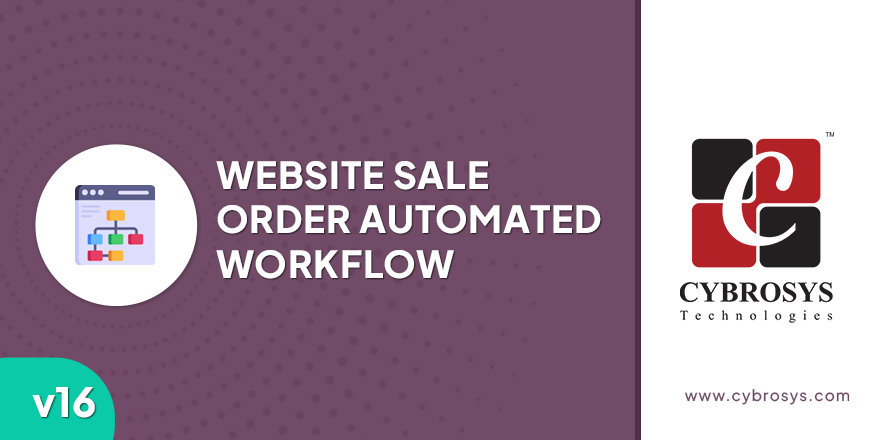 WEBSITE SALE
ORDER AUTOMATED
WORKFLOW
v16
C
TM
CYBROSYS
Technologies
www.cybrosys.com